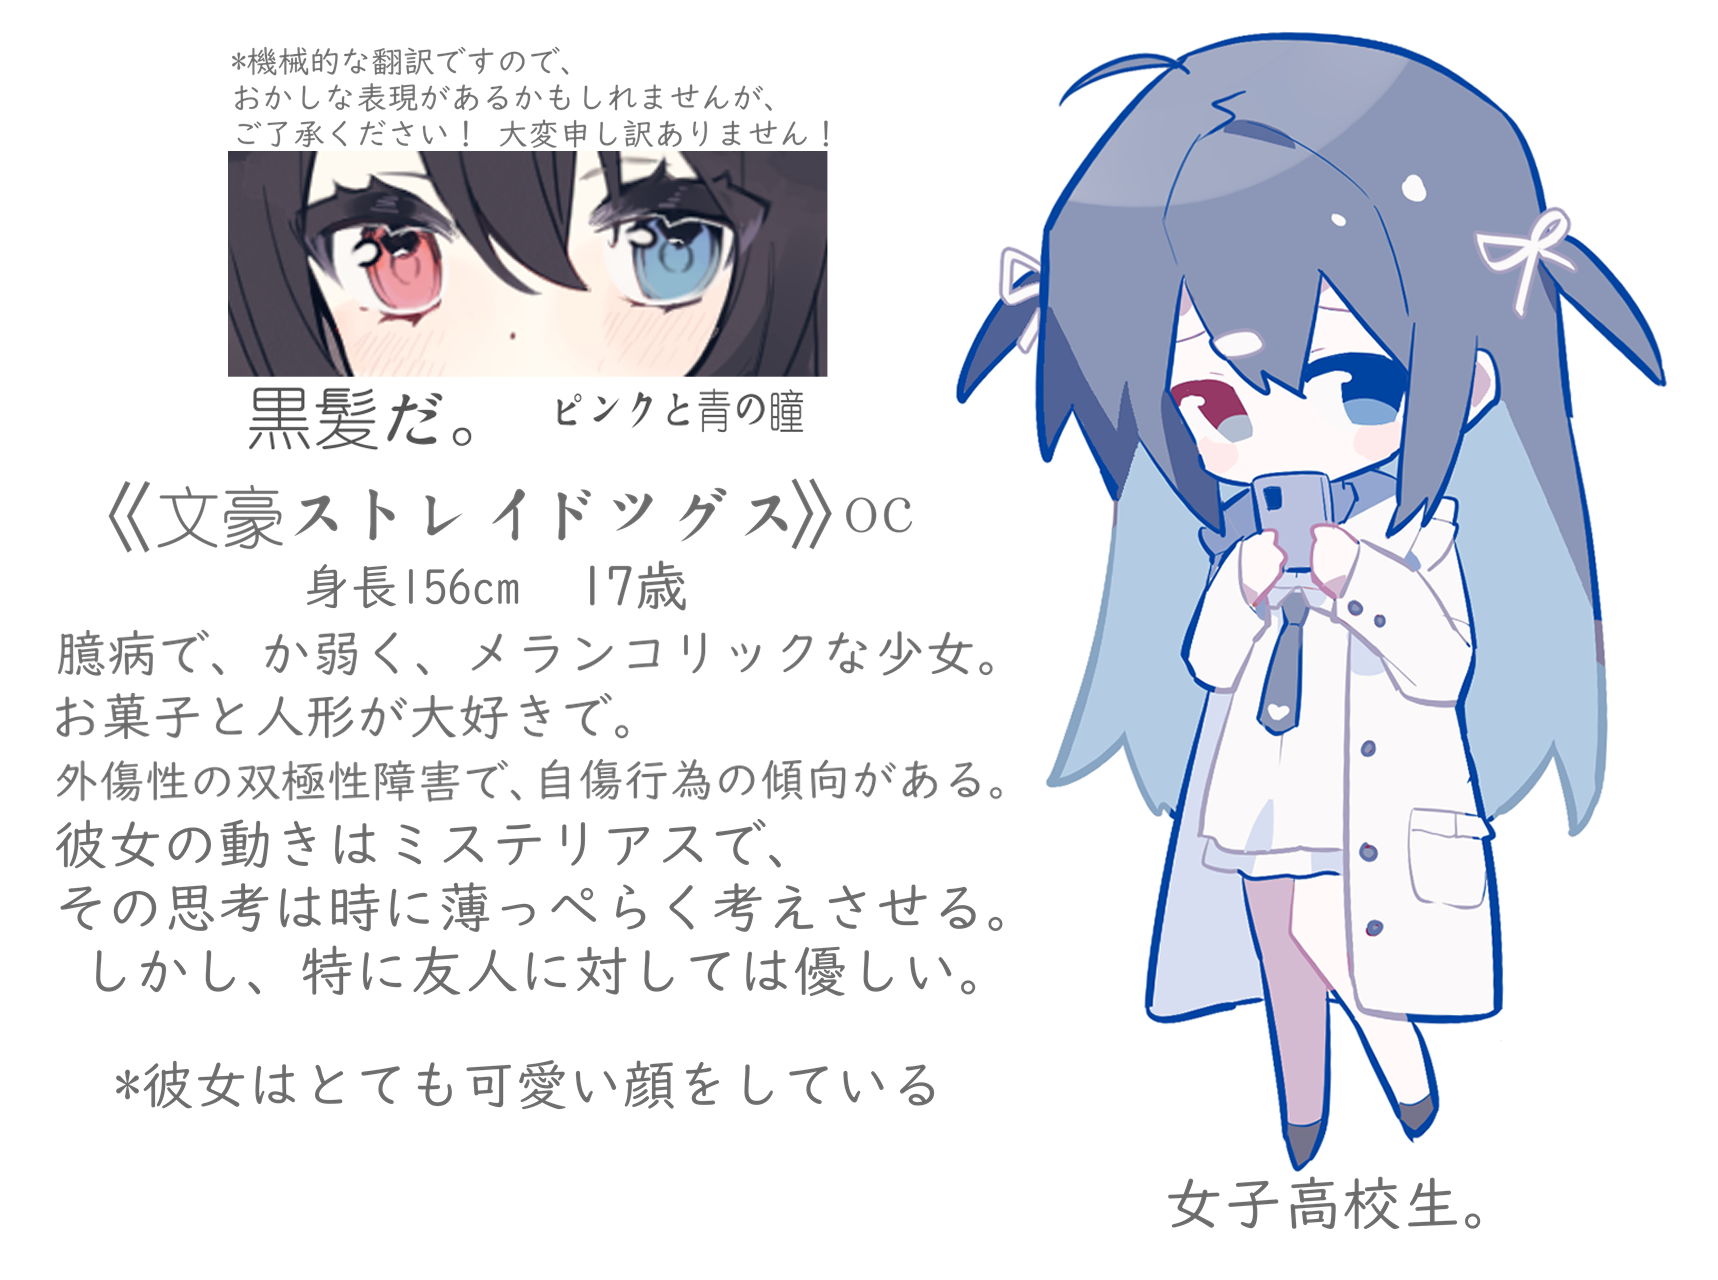 *機械的な翻訳ですので、
おかしな表現があるかもしれませんが、
ご了承ください！ 大変申し訳ありません！
黒髪だ。 ピンクと青の瞳
《文豪ストレイドツグス》OC
身長156cm 17歳
臆病で、か弱く、メランコリックな少女。
お菓子と人形が大好きで。
外傷性の双極性障害で、自傷行為の傾向がある。
彼女の動きはミステリアスで、
その思考は時に薄っぺらく考えさせる。
しかし、特に友人に対しては優しい。
*彼女はとても可愛い顔をしている
女子高校生。